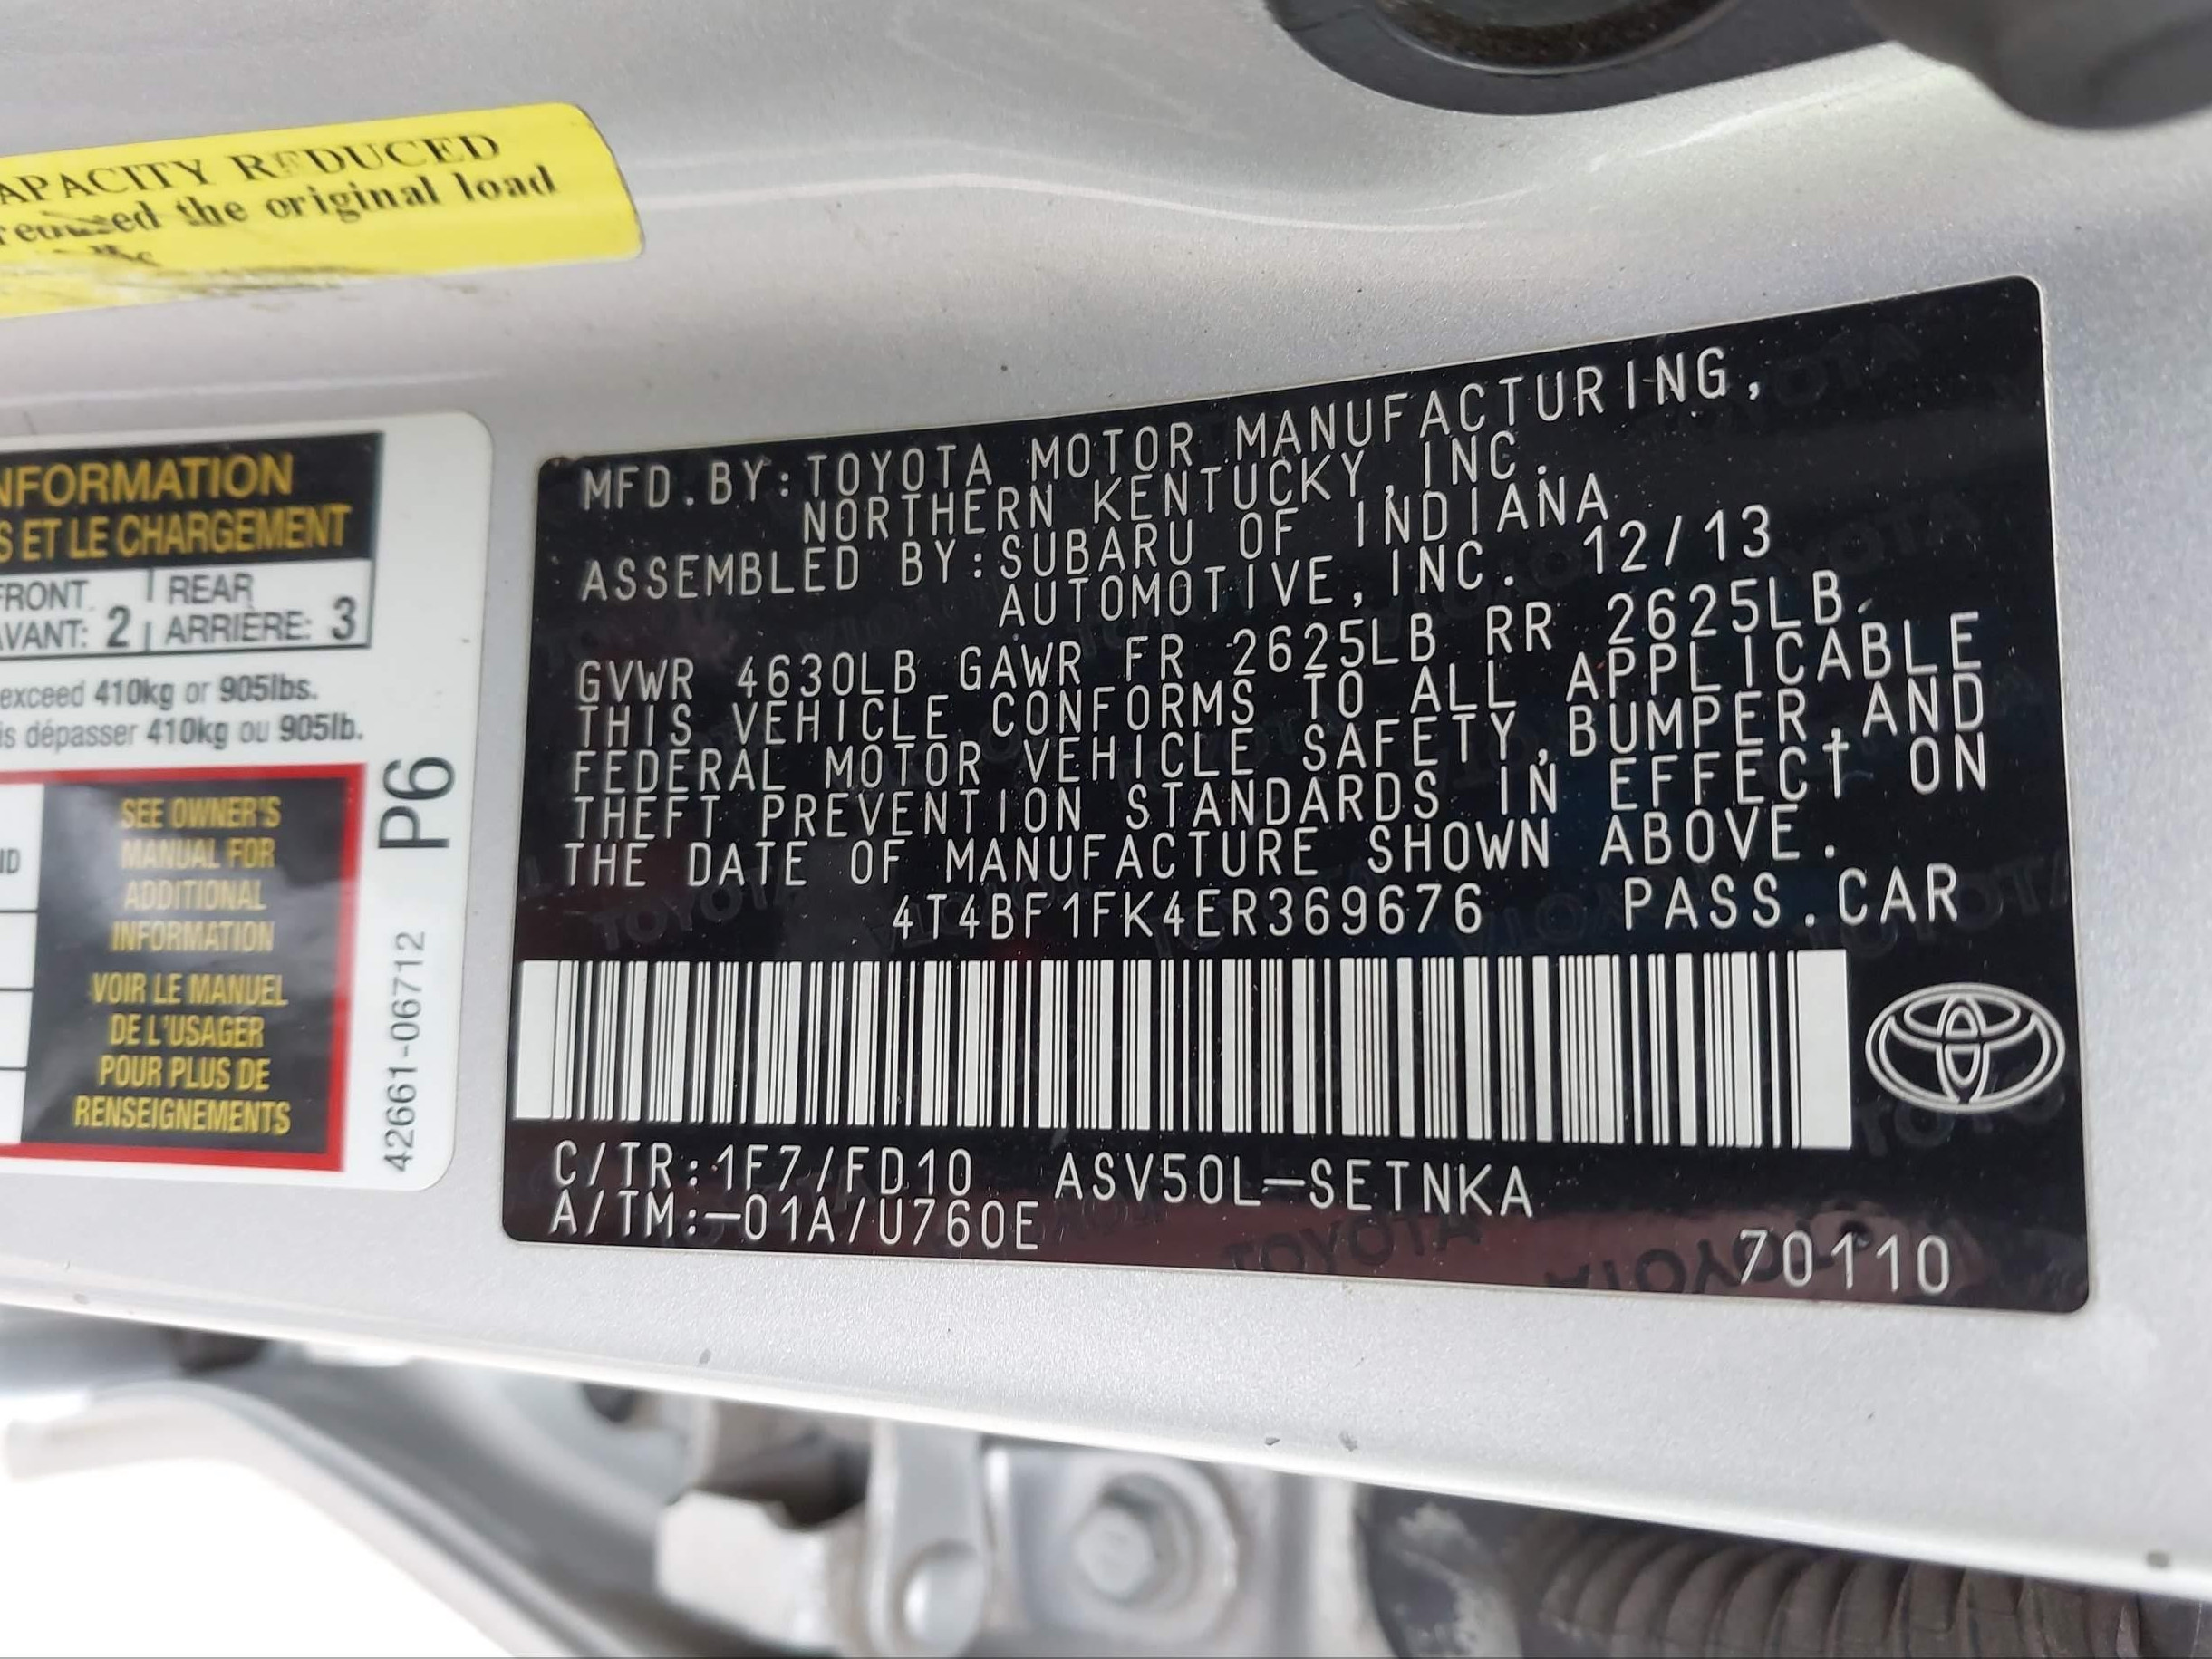 APACITY REDUCED
the original load
NFORMATION
S ET LE CHARGEMENT
FRONT REAR
AVANT: 2 ARRIÈRE: 3
exceed 410kg or 905lbs.
is dépasser 410kg ou 905lb.
SEE OWNER'S
MANUAL FOR
ADDITIONAL
INFORMATION
VOIR LE MANUEL
DE L'USAGER
POUR PLUS DE
RENSEIGNEMENTS
P6
42661-06712
MFD.BY:TOYOTA MOTOR MANUFACTURING,
NORTHERN KENTUCKY, INC.
ASSEMBLED BY:SUBARU OF INDIANA
AUTOMOTIVE,INC. 12/13
GVWR 4630LB GAWR FR 2625LB RR 2625LB
THIS VEHICLE CONFORMS TO ALL APPLICABLE
FEDERAL MOTOR VEHICLE SAFETY,BUMPER,AND
THEFT PREVENTION STANDARDS IN EFFECT ON
THE DATE OF MANUFACTURE SHOWN ABOVE.
4T4BF1FK4ER369676 PASS.CAR
C/TR:1F7/FD10 ASV50L-SETNKA
A/TM:-01A/U760E
70110